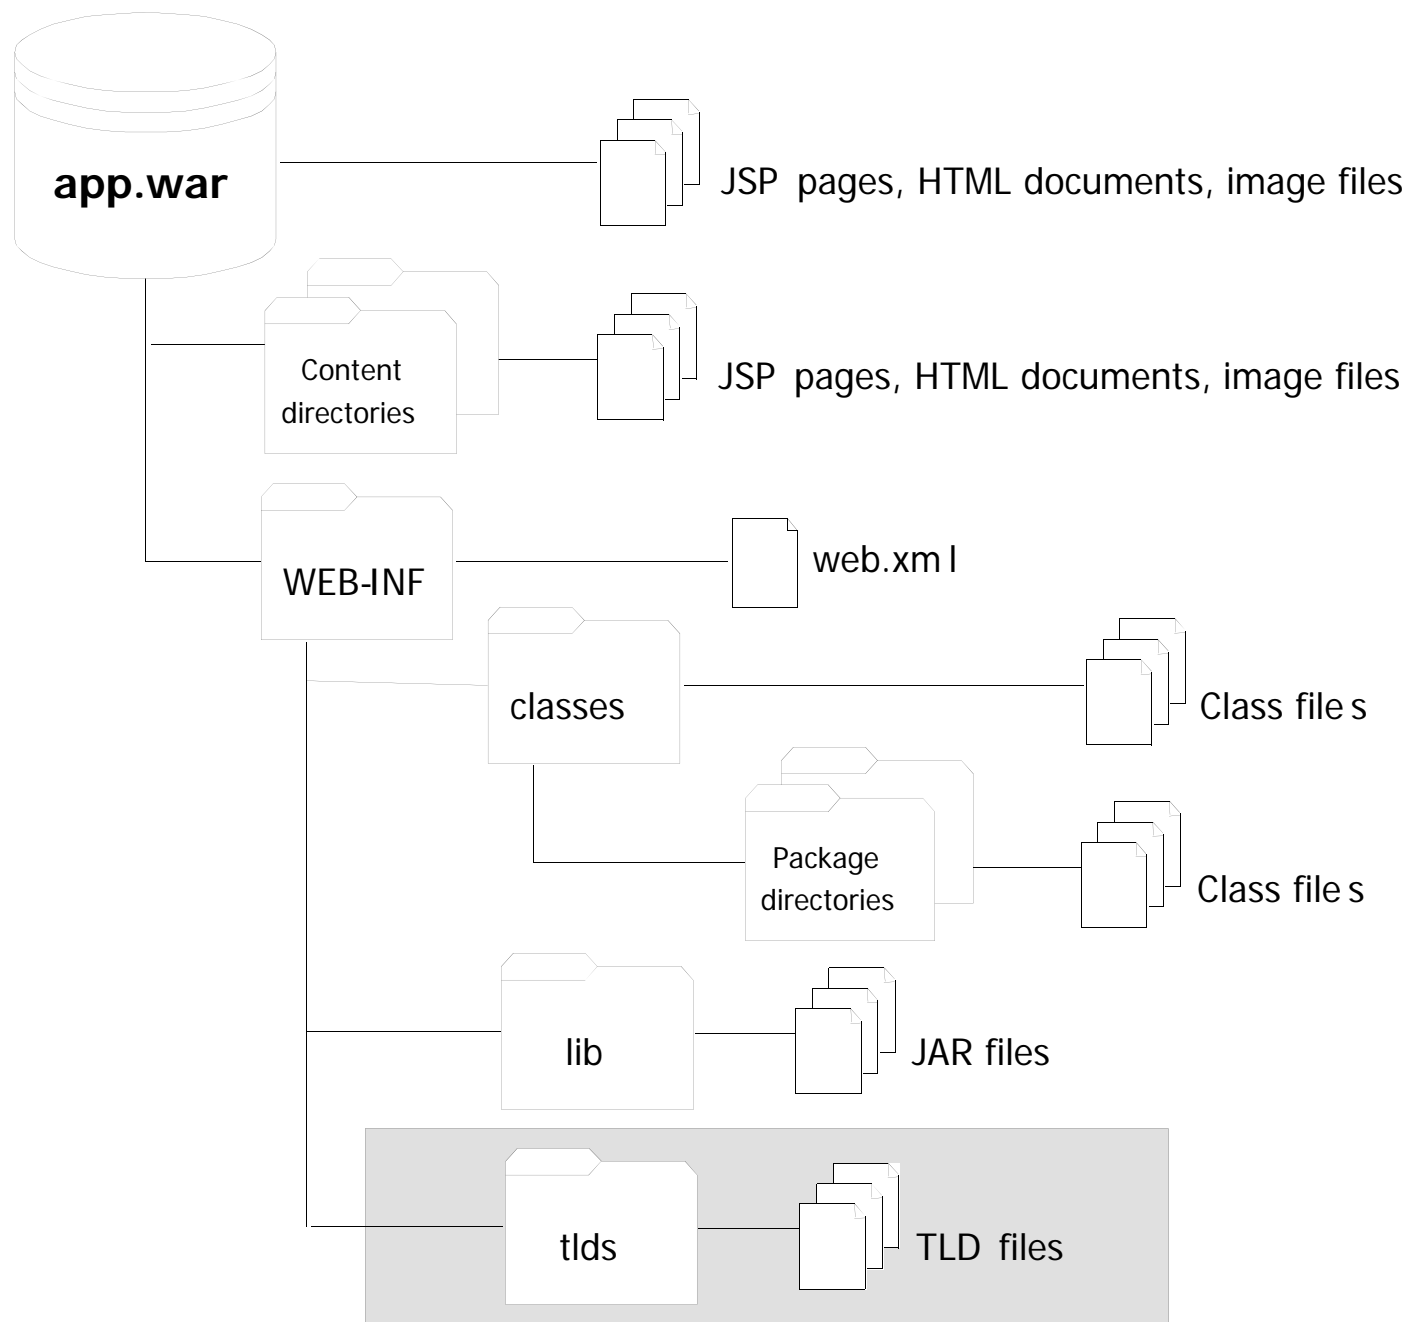 app.war
JSP pages, HTML documents, image files
Content
directories
JSP pages, HTML documents, image files
WEB-INF
web.xml
classes
Class files
Package
directories
Class files
lib
JAR files
tlds
TLD files